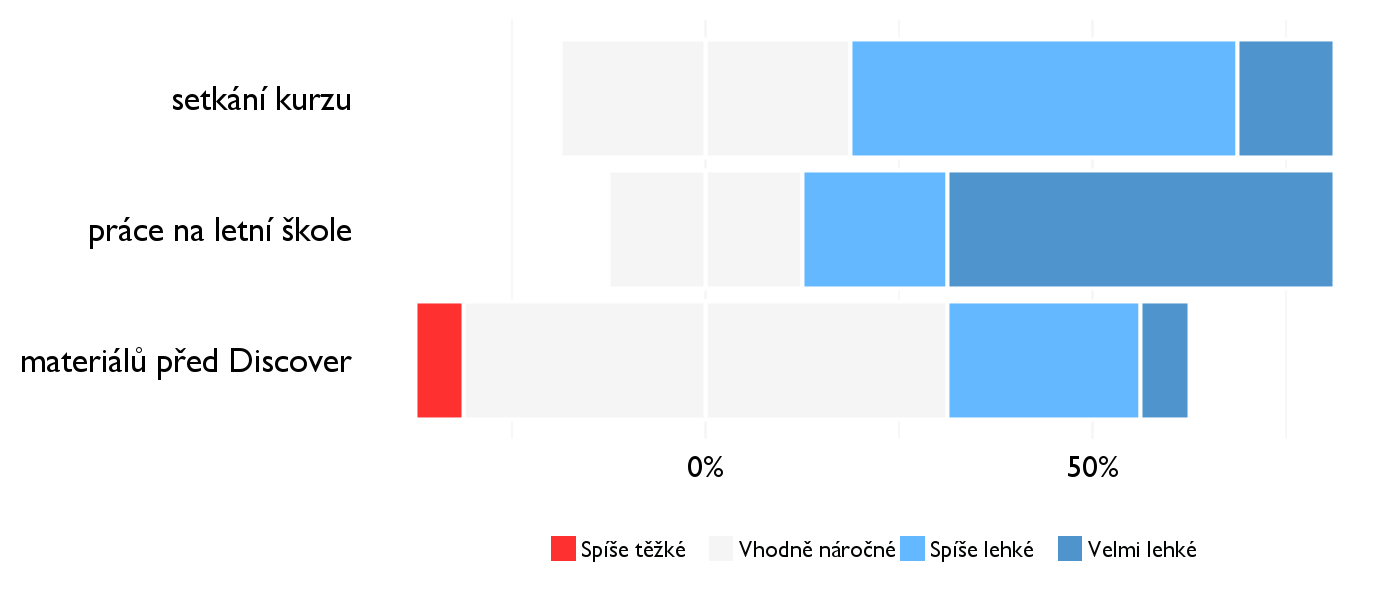 setkání kurzu
práce na letní škole
materiálů před Discover
0% 50%
Spíše těžké Vhodně náročné Spíše lehké Velmi lehké